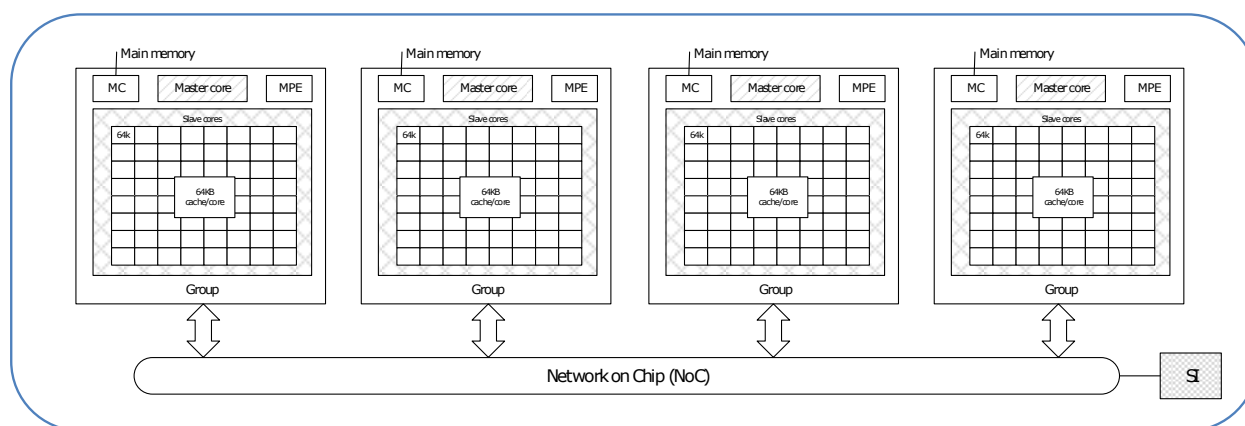 Main memory
MC
Master core
MPE
Slave cores
64k
64KB
cache/core
Group
Main memory
MC
Master core
MPE
Slave cores
64k
64KB
cache/core
Group
Main memory
MC
Master core
MPE
Slave cores
64k
64KB
cache/core
Group
Main memory
MC
Master core
MPE
Slave cores
64k
64KB
cache/core
Group
Network on Chip (NoC)
SI